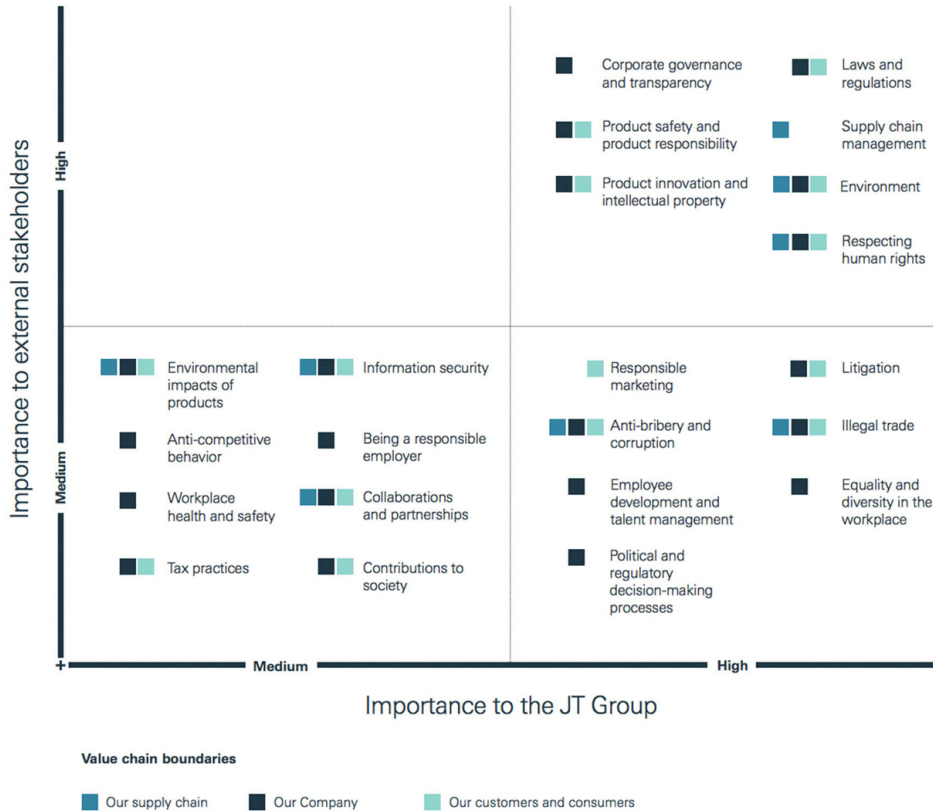 Importance to external stakeholders
High
Medium
Corporate governance
and transparency
Laws and
regulations
Product safety and
product responsibility
Supply chain
management
Product innovation and
intellectual property
Environment
Respecting
human rights
Environmental
impacts of
products
Information security
Anti-competitive
behavior
Being a responsible
employer
Workplace
health and safety
Collaborations
and partnerships
Tax practices
Contributions to
society
Responsible
marketing
Litigation
Anti-bribery and
corruption
Illegal trade
Employee
development and
talent management
Equality and
diversity in the
workplace
Political and
regulatory
decision-making
processes
+
Medium
High
Importance to the JT Group
Value chain boundaries
Our supply chain
Our Company
Our customers and consumers